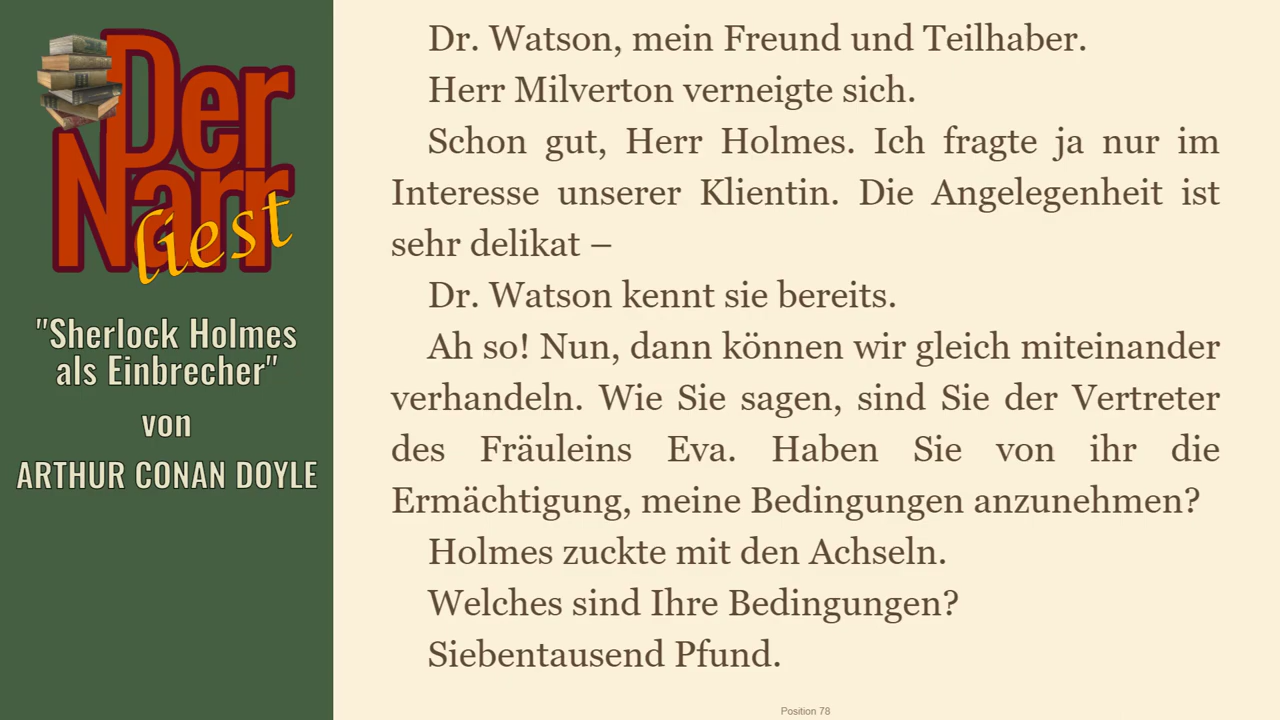 Der
Narr
liest
"Sherlock Holmes
als Einbrecher"
von
ARTHUR CONAN DOYLE
Dr. Watson, mein Freund und Teilhaber.
Herr Milverton verneigte sich.
Schon gut, Herr Holmes. Ich fragte ja nur im
Interesse unserer Klientin. Die Angelegenheit ist
sehr delikat –
Dr. Watson kennt sie bereits.
Ah so! Nun, dann können wir gleich miteinander
verhandeln. Wie Sie sagen, sind Sie der Vertreter
des Fräuleins Eva. Haben Sie von ihr die
Ermächtigung, meine Bedingungen anzunehmen?
Holmes zuckte mit den Achseln.
Welches sind Ihre Bedingungen?
Siebentausend Pfund.
Position 78